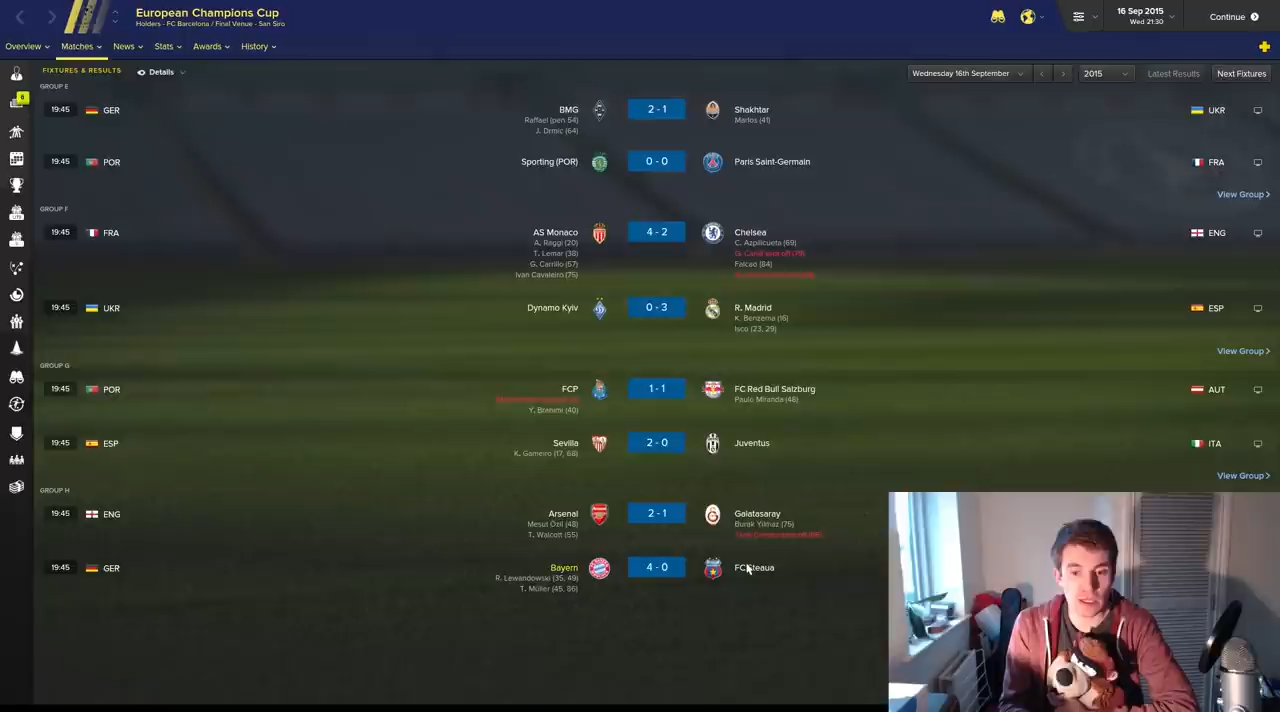 European Champions Cup
Holders - FC Barcelona / Final Venue - San Siro
16 Sep 2015
Wed 21:30
Continue
Overview Matches News Stats Awards History
FIXTURES & RESULTS Details
Wednesday 16th September 2015 Latest Results Next Fixtures
6
GROUP E
19:45 GER BMG 2 - 1 Shakhtar UKR
Raffael (pen 54) Marlos (41)
J. Drmic (64)
19:45 POR Sporting (POR) 0 - 0 Paris Saint-Germain FRA
View Group >
GROUP F
19:45 FRA AS Monaco 4 - 2 Chelsea ENG
A. Raggi (20) C. Azpilicueta (69)
T. Lemar (38)
G. Carrillo (57) Falcao (84)
Ivan Cavaleiro (75)
19:45 UKR Dynamo Kyiv 0 - 3 R. Madrid ESP
K. Benzema (15)
Isco (23, 29)
View Group >
GROUP G
19:45 POR FCP 1 - 1 FC Red Bull Salzburg AUT
Paulo Miranda (48)
Y. Brahimi (40)
19:45 ESP Sevilla 2 - 0 Juventus ITA
K. Gameiro (17, 68)
View Group >
GROUP H
19:45 ENG Arsenal 2 - 1 Galatasaray
Mesut Özil (48) Burak Yilmaz (75)
T. Walcott (55)
19:45 GER Bayern 4 - 0 FC Steaua
R. Lewandowski (35, 49)
T. Müller (45, 86)